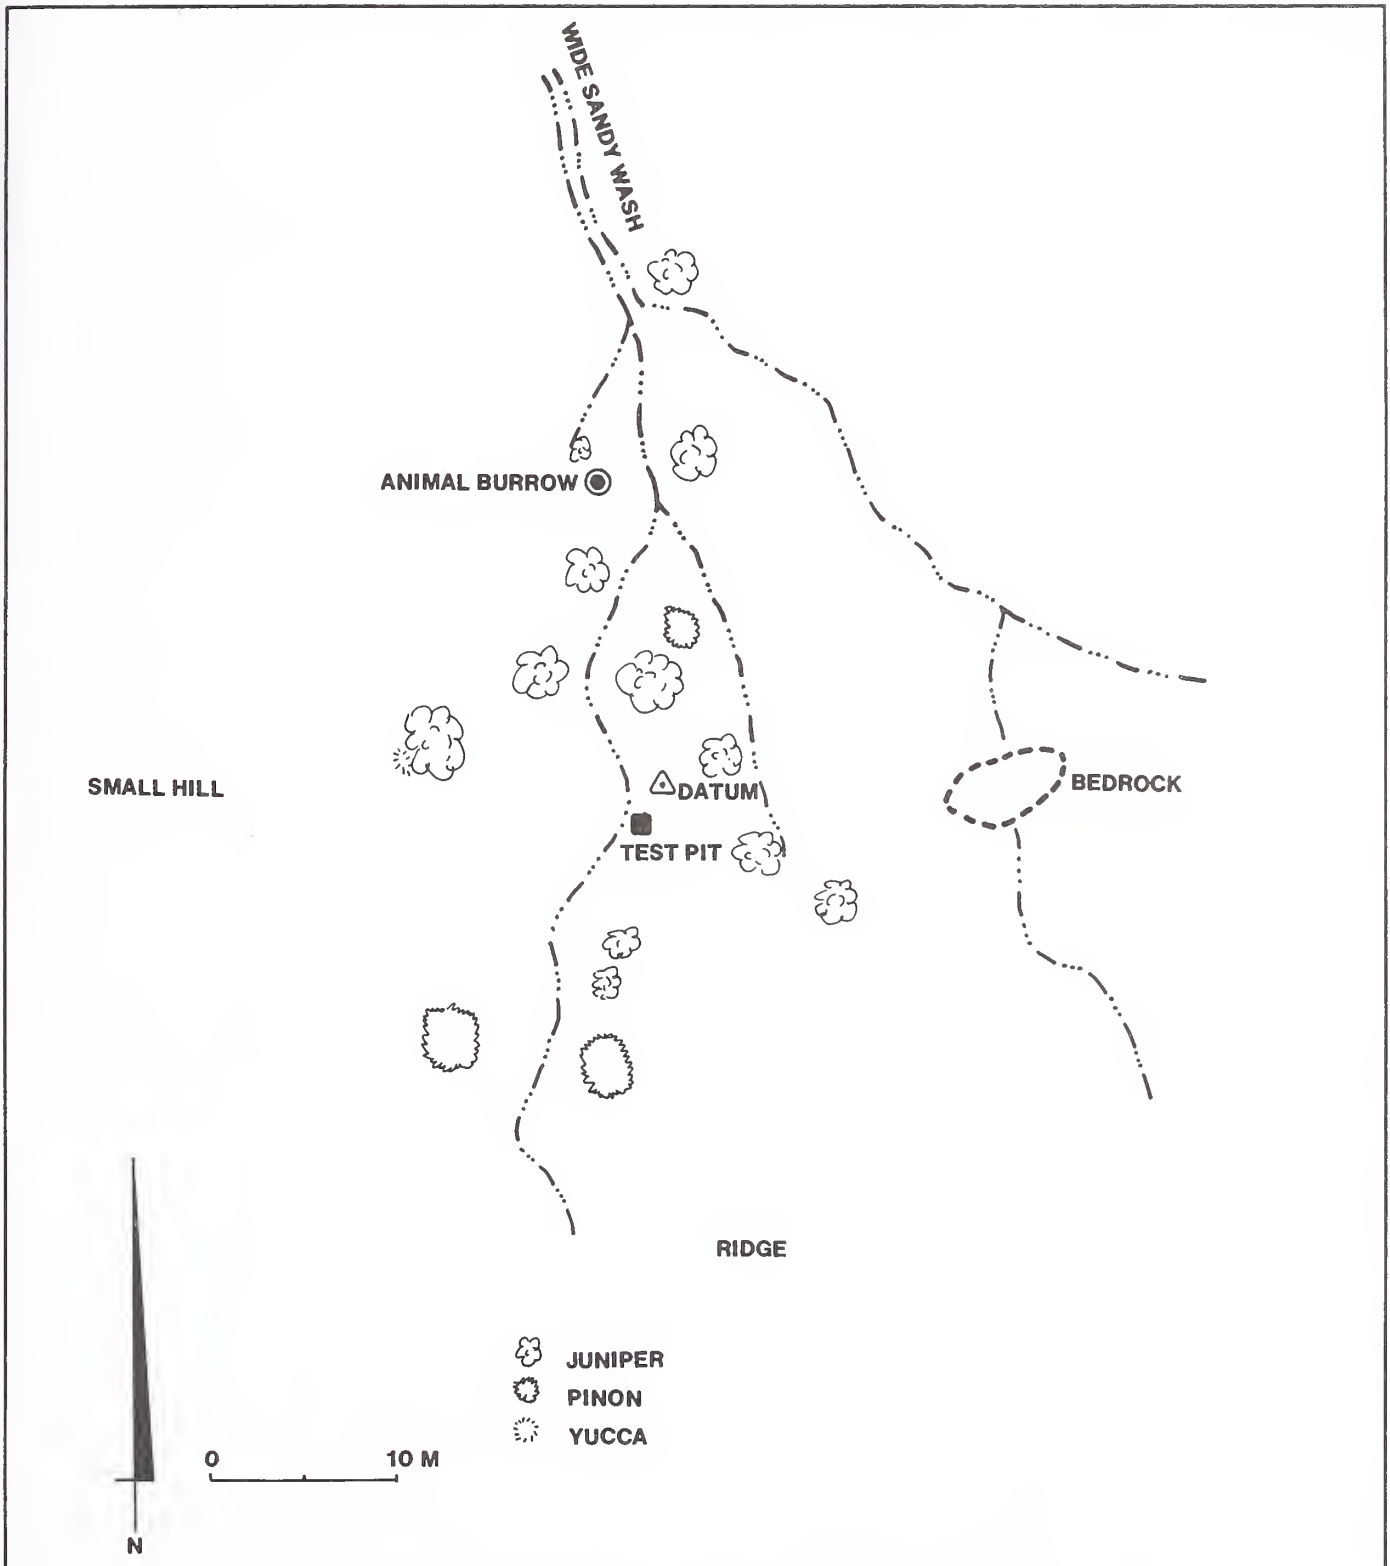 WIDE SANDY WASH
ANIMAL BURROW
SMALL HILL
DATUM
BEDROCK
TEST PIT
RIDGE
JUNIPER
PINON
YUCCA
0 10 M
N